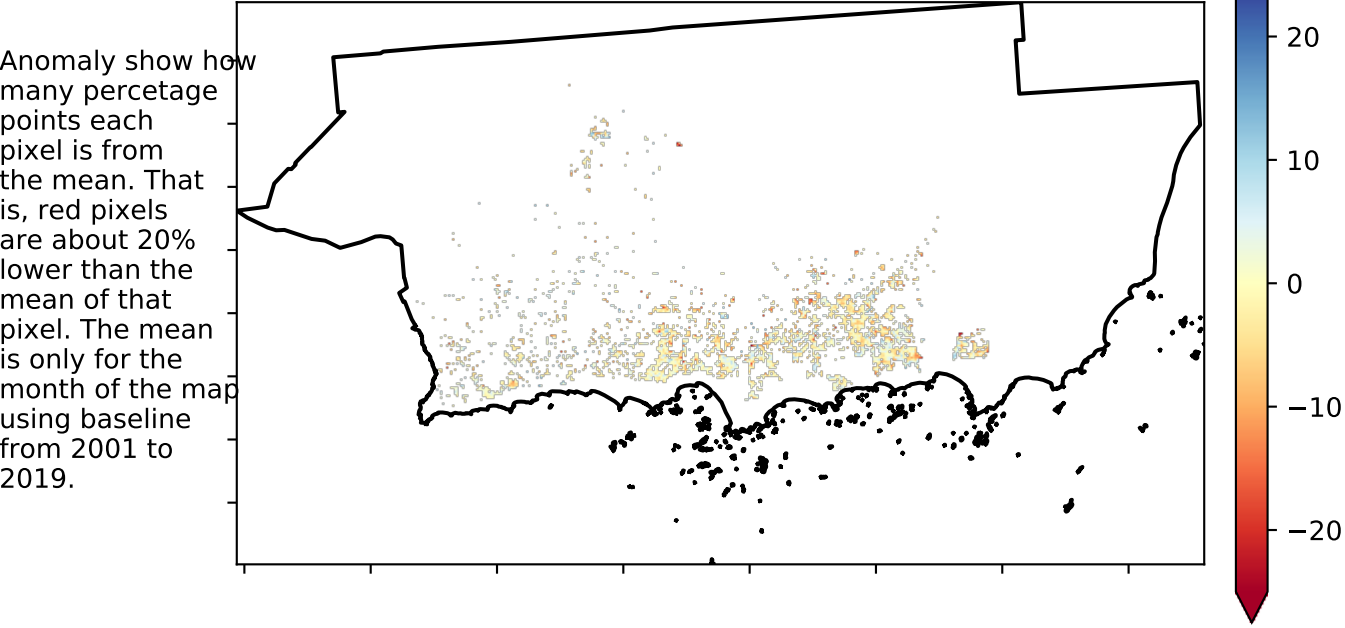 Anomaly show how
many percetage
points each
pixel is from
the mean. That
is, red pixels
are about 20%
lower than the
mean of that
pixel. The mean
is only for the
month of the map
using baseline
from 2001 to
2019.
20
10
0
−10
−20